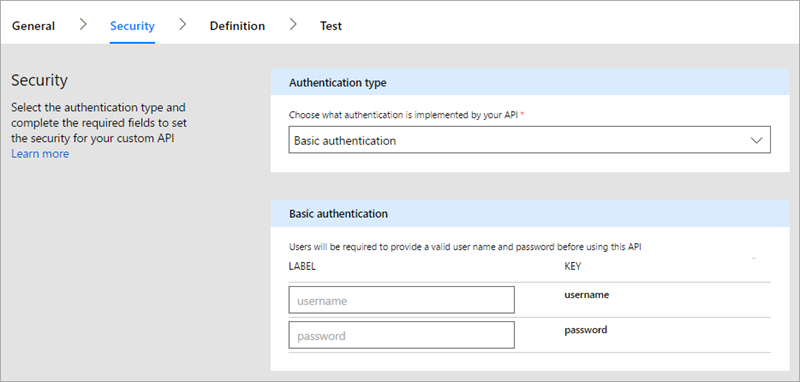 General > Security > Definition > Test
Security
Select the authentication type and
complete the required fields to set
the security for your custom API
Learn more
Authentication type
Choose what authentication is implemented by your API *
Basic authentication
Basic authentication
Users will be required to provide a valid user name and password before using this API
LABEL KEY
username username
password password